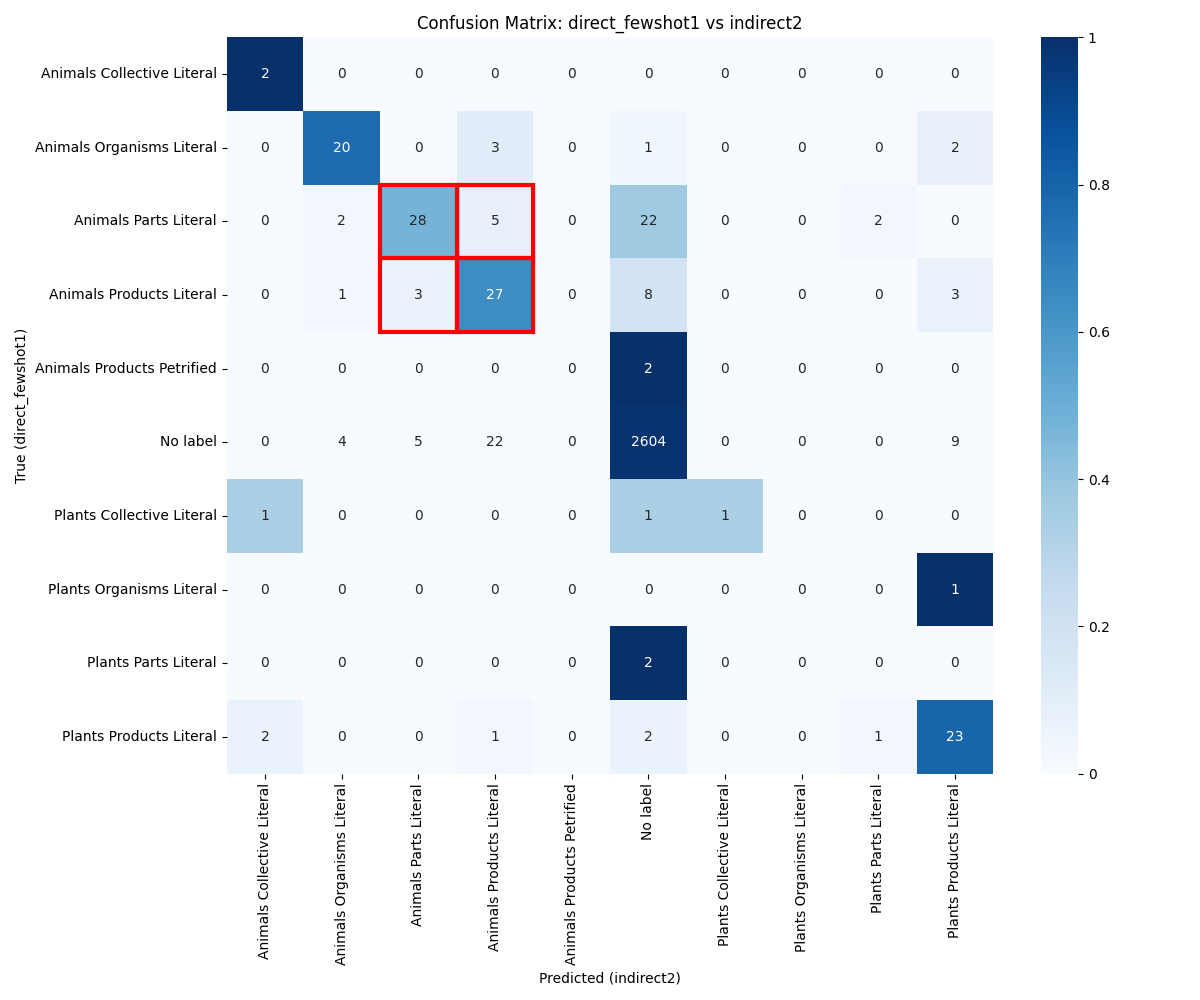 Confusion Matrix: direct_fewshot1 vs indirect2
Animals Collective Literal 2 0 0 0 0 0 0 0 0 0
Animals Organisms Literal 0 20 0 3 0 1 0 0 0 2
Animals Parts Literal 0 2 28 5 0 22 0 0 2 0
Animals Products Literal 0 1 3 27 0 8 0 0 0 3
Animals Products Petrified 0 0 0 0 0 2 0 0 0 0
No label 0 4 5 22 0 2604 0 0 0 9
Plants Collective Literal 1 0 0 0 0 1 1 0 0 0
Plants Organisms Literal 0 0 0 0 0 0 0 0 0 1
Plants Parts Literal 0 0 0 0 0 2 0 0 0 0
Plants Products Literal 2 0 0 1 0 2 0 0 1 23
True (direct_fewshot1)
Animals Collective Literal
Animals Organisms Literal
Animals Parts Literal
Animals Products Literal
Animals Products Petrified
No label
Plants Collective Literal
Plants Organisms Literal
Plants Parts Literal
Plants Products Literal
Predicted (indirect2)
1
0.8
0.6
0.4
0.2
0